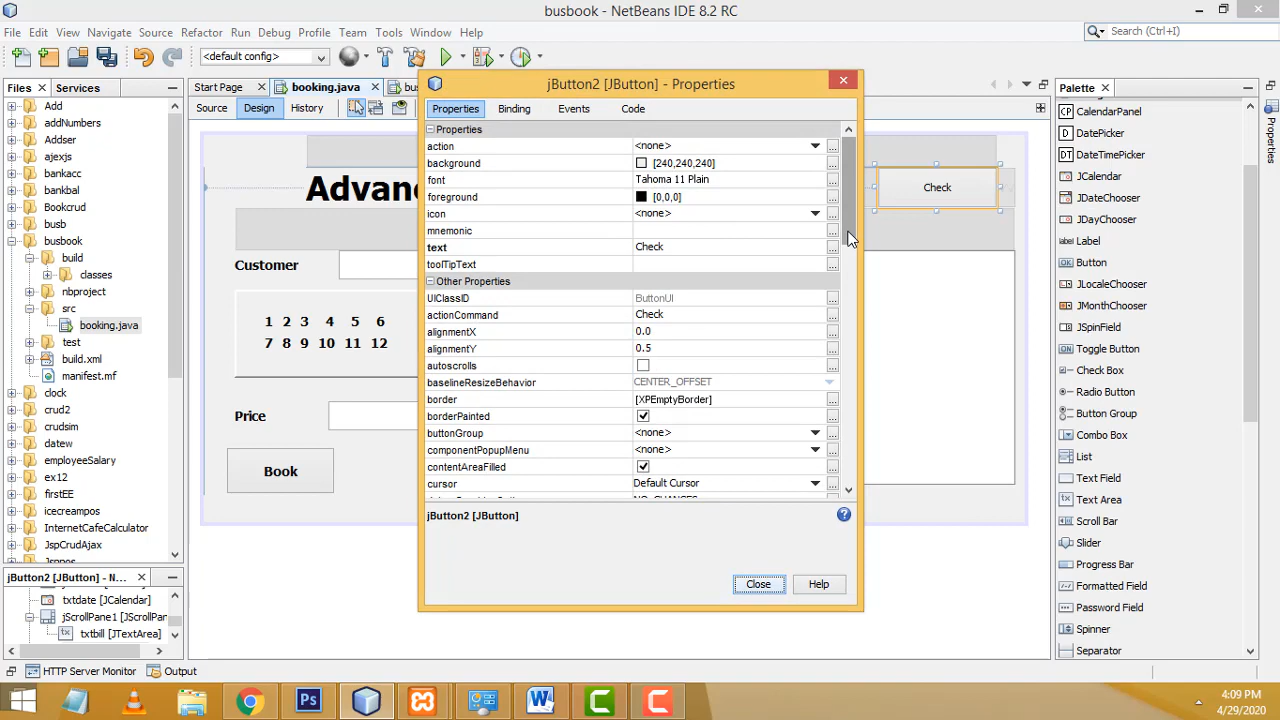 busbook - NetBeans IDE 8.2 RC
File Edit View Navigate Source Refactor Run Debug Profile Team Tools Window Help
Search (Ctrl+I)
<default config>
Files
Services
Add
addNumbers
Addser
ajexjs
bankacc
bankbal
Bookcrud
busb
busbook
build
classes
nbproject
src
booking.java
test
build.xml
manifest.mf
clock
crud2
crudsim
datew
employeeSalary
ex12
firstEE
icecreampos
InternetCafeCalculator
JspCrudAjax
jButton2 [JButton] - N...
txtdate [JCalendar]
jScrollPane1 [JScrollPan
txtbill [JTextArea]
HTTP Server Monitor
Output
Start Page
booking.java
Source
Design
History
Advan
Check
Customer
1 2 3 4 5 6
7 8 9 10 11 12
Price
Book
jButton2 [JButton] - Properties
Properties
Binding
Events
Code
Properties
action <none>
background [240,240,240]
font Tahoma 11 Plain
foreground [0,0,0]
icon <none>
mnemonic
text Check
toolTipText
Other Properties
UIClassID ButtonUI
actionCommand Check
alignmentX 0.0
alignmentY 0.5
autoscrolls
baselineResizeBehavior CENTER_OFFSET
border [XPEmptyBorder]
borderPainted
buttonGroup <none>
componentPopupMenu <none>
contentAreaFilled
cursor Default Cursor
jButton2 [JButton]
Close
Help
Palette
CalendarPanel
DatePicker
DateTimePicker
JCalendar
JDateChooser
JDayChooser
Label
Button
JLocaleChooser
JMonthChooser
JSpinField
Toggle Button
Check Box
Radio Button
Button Group
Combo Box
List
Text Field
Text Area
Scroll Bar
Slider
Progress Bar
Formatted Field
Password Field
Spinner
Separator
Properties
4:09 PM
4/29/2020